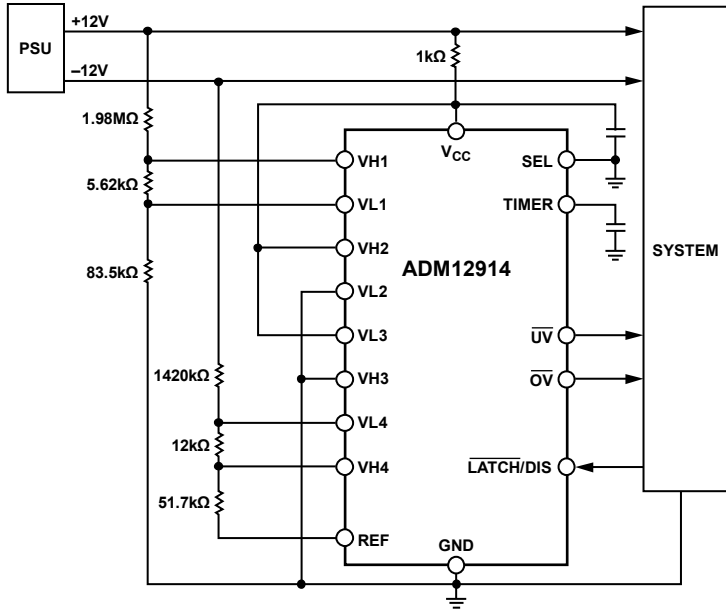 PSU
+12V
–12V
1kΩ
1.98MΩ
5.62kΩ
83.5kΩ
1420kΩ
12kΩ
51.7kΩ
VCC
VH1
VL1
VH2
VL2
VL3
VH3
VL4
VH4
REF
ADM12914
GND
SEL
TIMER
UV
OV
LATCH/DIS
SYSTEM